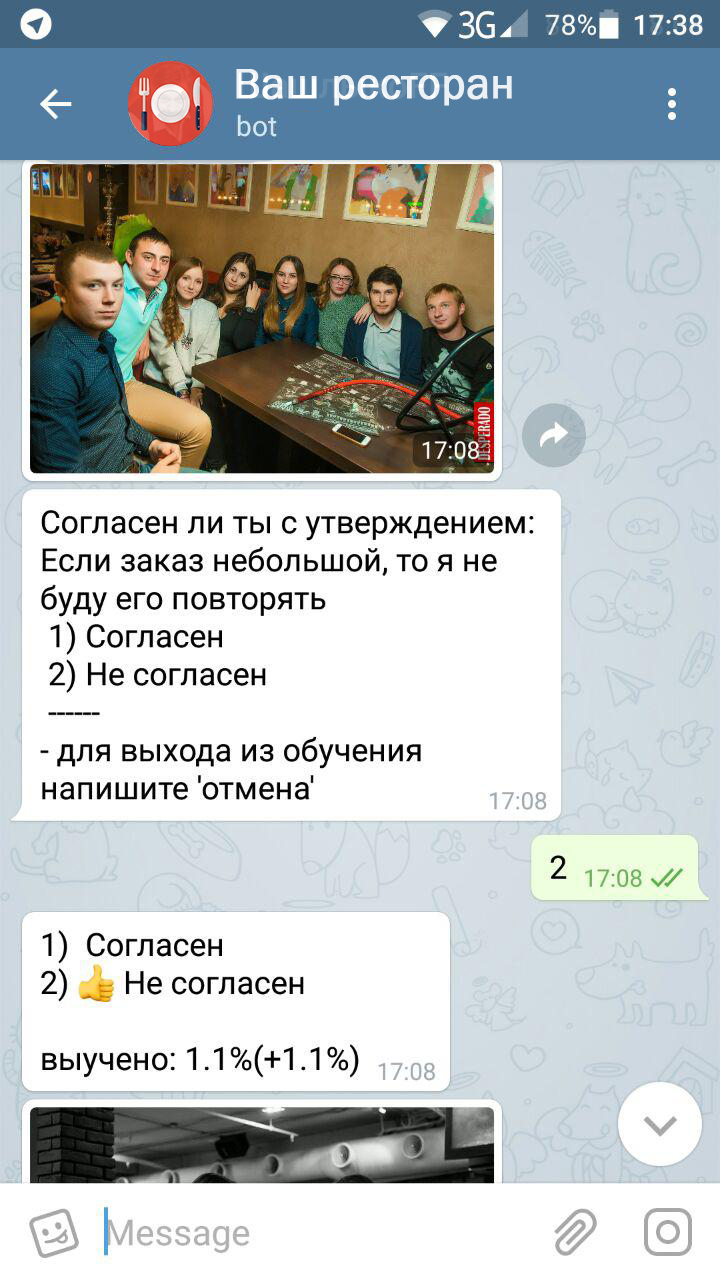 3G 78% 17:38
Ваш ресторан
bot
DESPERADO
17:08
Согласен ли ты с утверждением:
Если заказ небольшой, то я не
буду его повторять
1) Согласен
2) Не согласен
------
- для выхода из обучения
напишите 'отмена'
17:08
2 17:08
1) Согласен
2) 👍 Не согласен
выучено: 1.1%(+1.1%) 17:08
Message